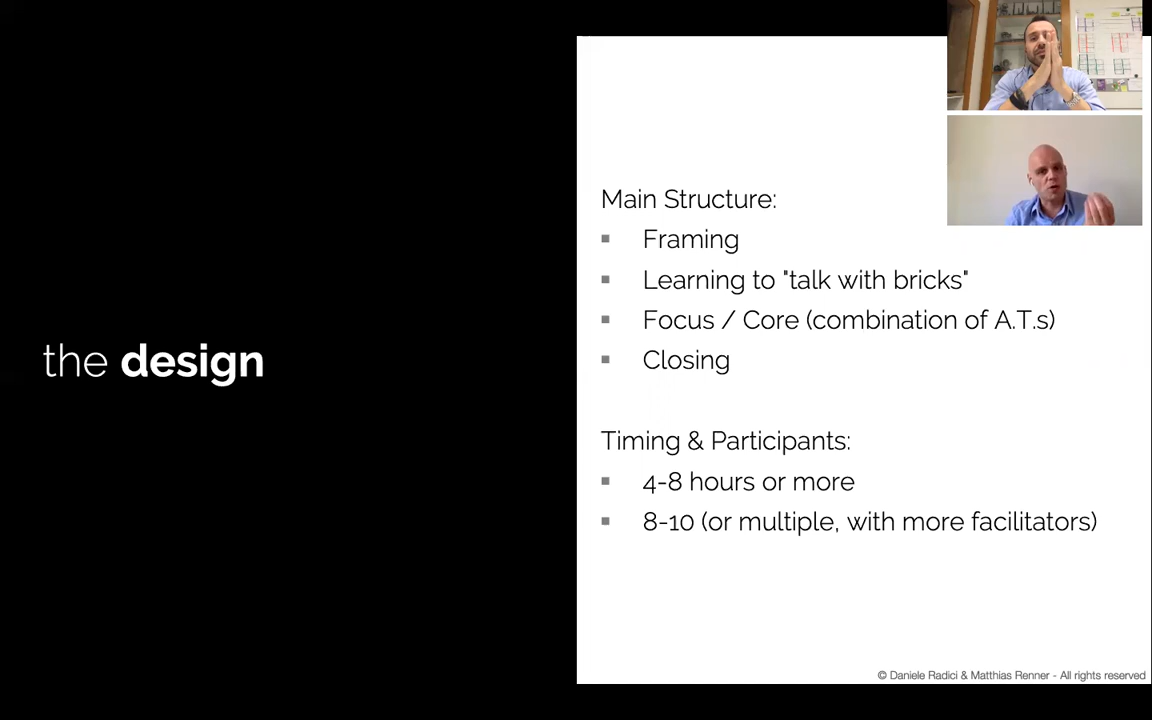 the design
Main Structure:
▪ Framing
▪ Learning to "talk with bricks"
▪ Focus / Core (combination of A.T.s)
▪ Closing
Timing & Participants:
▪ 4-8 hours or more
▪ 8-10 (or multiple, with more facilitators)
© Daniele Radici & Matthias Renner - All rights reserved